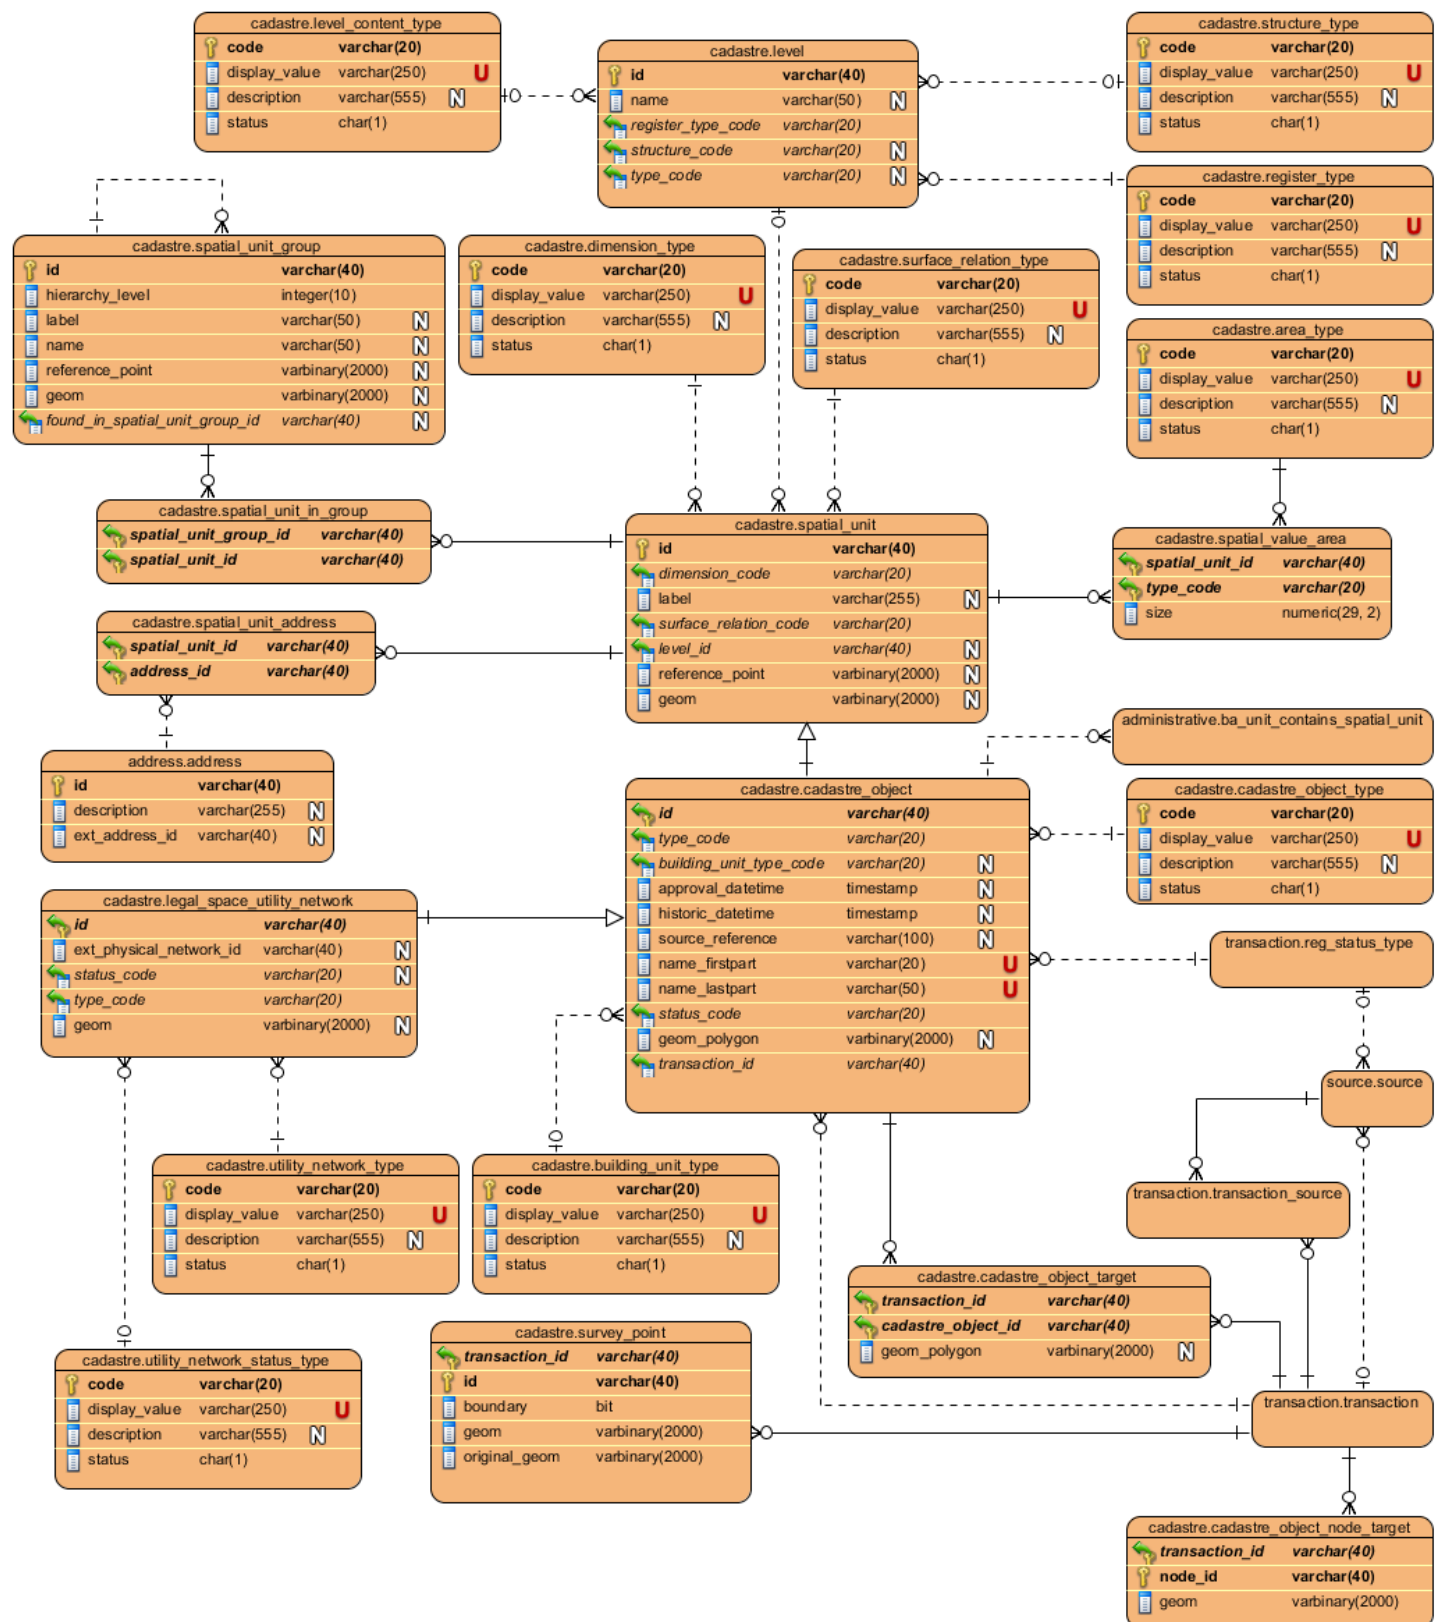 cadastre.level_content_type
code varchar(20)
display_value varchar(250) U
description varchar(555) N
status char(1)
cadastre.level
id varchar(40)
name varchar(50) N
register_type_code varchar(20)
structure_code varchar(20) N
type_code varchar(20) N
cadastre.structure_type
code varchar(20)
display_value varchar(250) U
description varchar(555) N
status char(1)
cadastre.register_type
code varchar(20)
display_value varchar(250) U
description varchar(555) N
status char(1)
cadastre.spatial_unit_group
id varchar(40)
hierarchy_level integer(10)
label varchar(50) N
name varchar(50) N
reference_point varbinary(2000) N
geom varbinary(2000) N
found_in_spatial_unit_group_id varchar(40) N
cadastre.dimension_type
code varchar(20)
display_value varchar(250) U
description varchar(555) N
status char(1)
cadastre.surface_relation_type
code varchar(20)
display_value varchar(250) U
description varchar(555) N
status char(1)
cadastre.area_type
code varchar(20)
display_value varchar(250) U
description varchar(555) N
status char(1)
cadastre.spatial_unit_in_group
spatial_unit_group_id varchar(40)
spatial_unit_id varchar(40)
cadastre.spatial_unit
id varchar(40)
dimension_code varchar(20)
label varchar(255) N
surface_relation_code varchar(20)
level_id varchar(40) N
reference_point varbinary(2000) N
geom varbinary(2000) N
cadastre.spatial_value_area
spatial_unit_id varchar(40)
type_code varchar(20)
size numeric(29, 2)
cadastre.spatial_unit_address
spatial_unit_id varchar(40)
address_id varchar(40)
administrative.ba_unit_contains_spatial_unit
address.address
id varchar(40)
description varchar(255) N
ext_address_id varchar(40) N
cadastre.cadastre_object
id varchar(40)
type_code varchar(20)
building_unit_type_code varchar(20) N
approval_datetime timestamp N
historic_datetime timestamp N
source_reference varchar(100) N
name_firstpart varchar(20) U
name_lastpart varchar(50) U
status_code varchar(20)
geom_polygon varbinary(2000) N
transaction_id varchar(40)
cadastre.cadastre_object_type
code varchar(20)
display_value varchar(250) U
description varchar(555) N
status char(1)
cadastre.legal_space_utility_network
id varchar(40)
ext_physical_network_id varchar(40) N
status_code varchar(20) N
type_code varchar(20)
geom varbinary(2000) N
transaction.reg_status_type
source.source
cadastre.utility_network_type
code varchar(20)
display_value varchar(250) U
description varchar(555) N
status char(1)
cadastre.building_unit_type
code varchar(20)
display_value varchar(250) U
description varchar(555) N
status char(1)
transaction.transaction_source
cadastre.cadastre_object_target
transaction_id varchar(40)
cadastre_object_id varchar(40)
geom_polygon varbinary(2000) N
cadastre.survey_point
transaction_id varchar(40)
id varchar(40)
boundary bit
geom varbinary(2000)
original_geom varbinary(2000)
cadastre.utility_network_status_type
code varchar(20)
display_value varchar(250) U
description varchar(555) N
status char(1)
transaction.transaction
cadastre.cadastre_object_node_target
transaction_id varchar(40)
node_id varchar(40)
geom varbinary(2000)